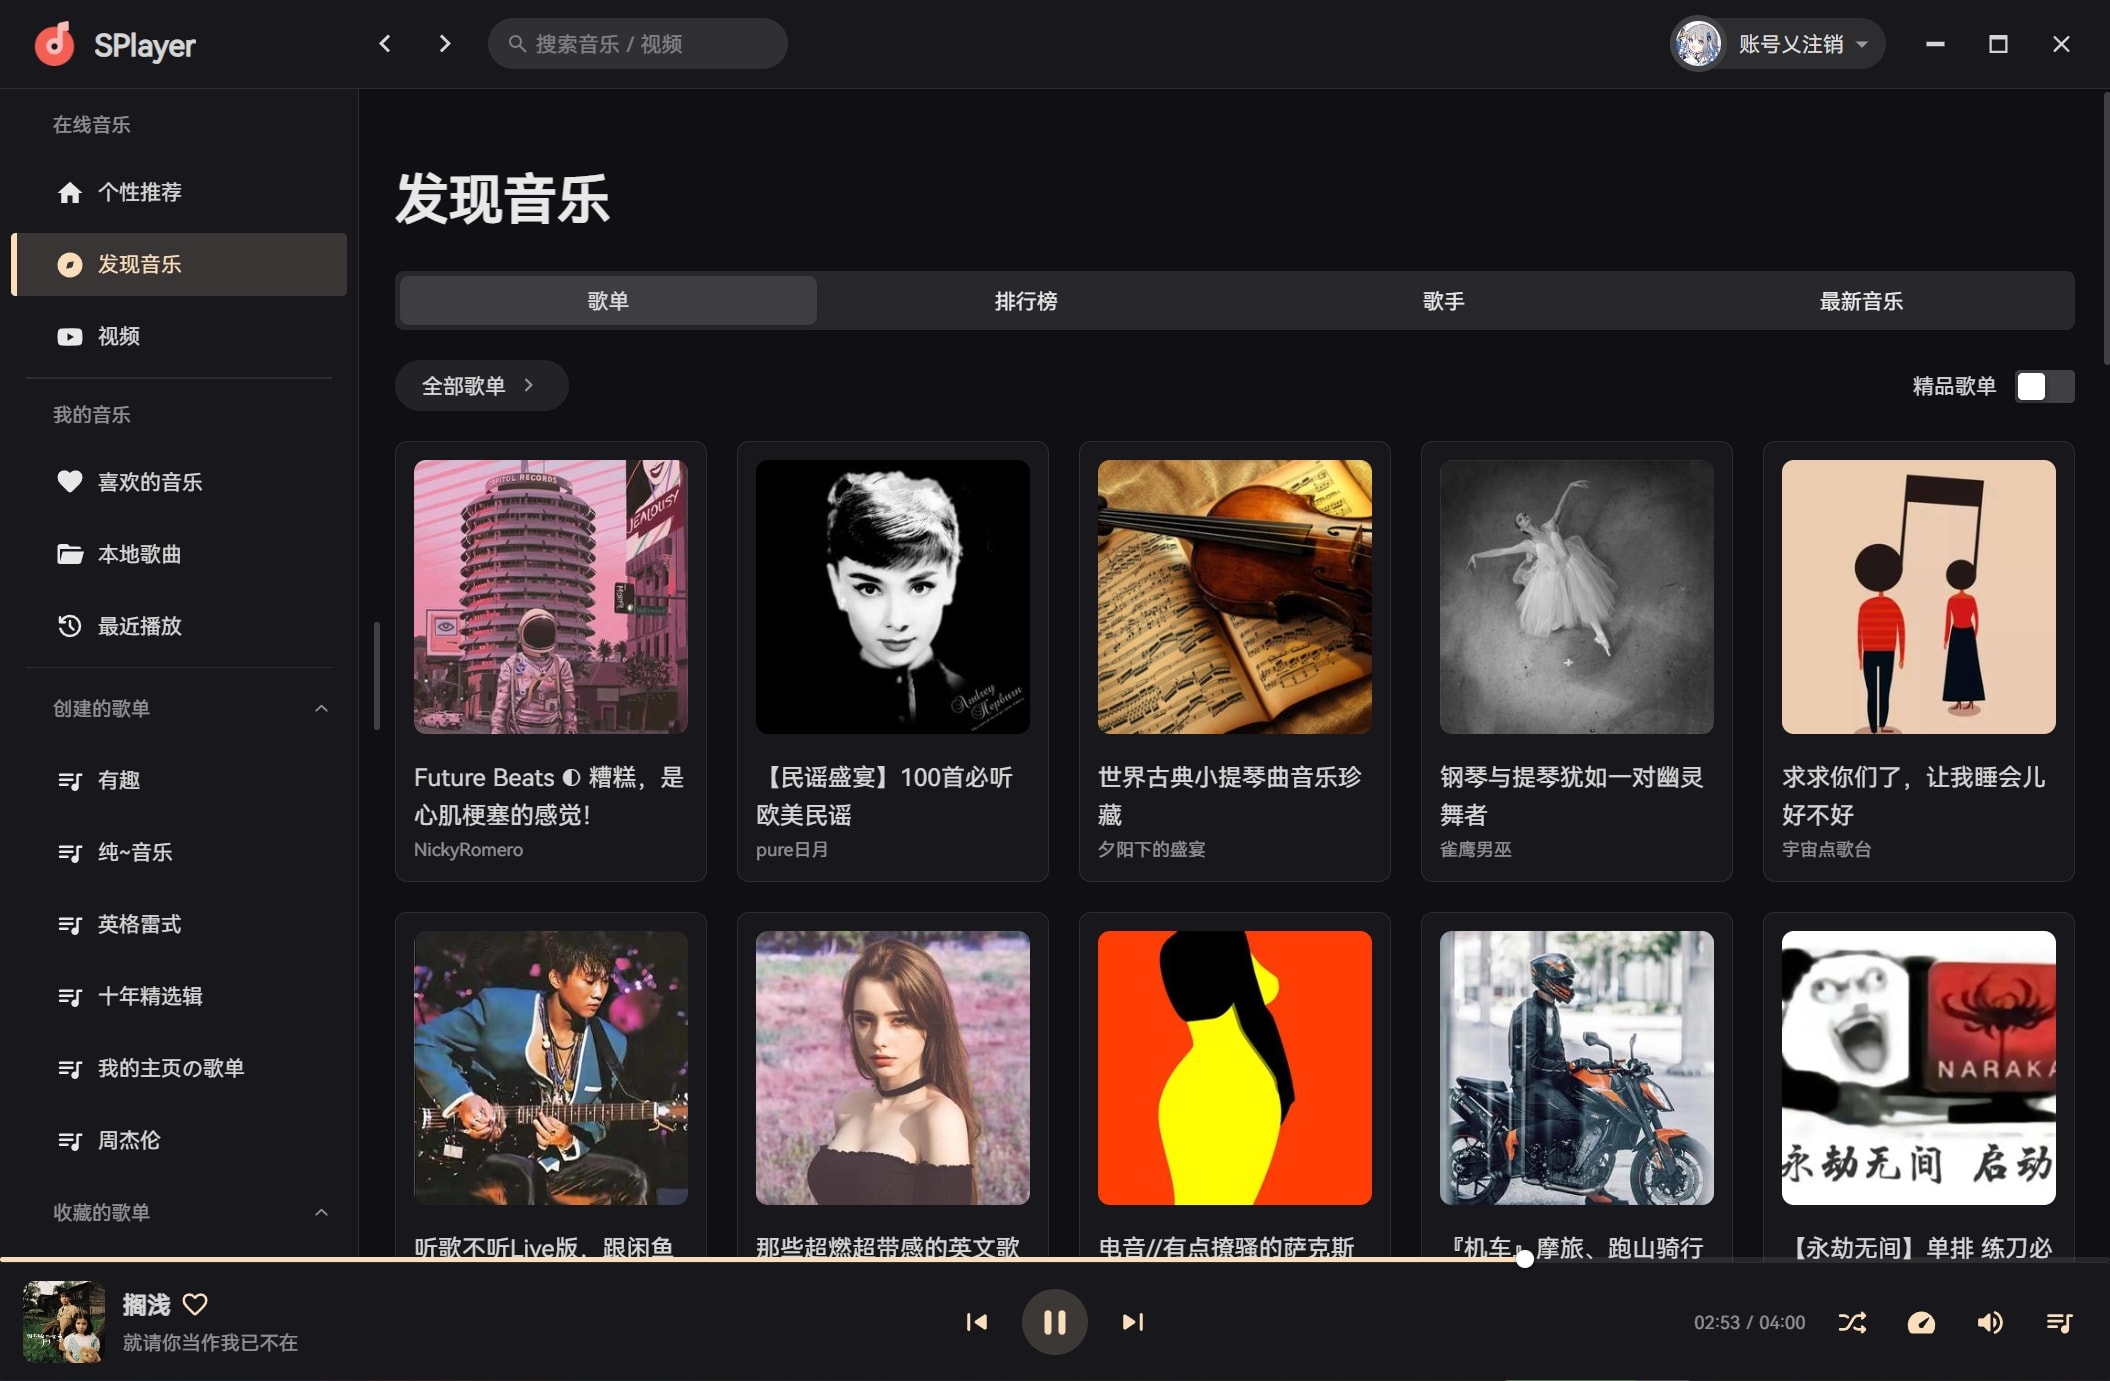 SPlayer
搜索音乐 / 视频
账号乂注销
在线音乐
个性推荐
发现音乐
视频
我的音乐
喜欢的音乐
本地歌曲
最近播放
创建的歌单
有趣
纯~音乐
英格雷式
十年精选辑
我的主页の歌单
周杰伦
收藏的歌单
发现音乐
歌单
排行榜
歌手
最新音乐
全部歌单
精品歌单
CAPITOL RECORDS
JEALOUSY
Audrey
Hepburn
Future Beats ◐ 糟糕，是
心肌梗塞的感觉！
NickyRomero
【民谣盛宴】100首必听
欧美民谣
pure日月
世界古典小提琴曲音乐珍
藏
夕阳下的盛宴
钢琴与提琴犹如一对幽灵
舞者
雀鹰男巫
求求你们了，让我睡会儿
好不好
宇宙点歌台
NARAKA
永劫无间 启动
听歌不听Live版，跟闲鱼
那些超燃超带感的英文歌
电音//有点撩骚的萨克斯
『机车』摩旅、跑山骑行
【永劫无间】单排 练刀必
搁浅
就请你当作我已不在
02:53 / 04:00